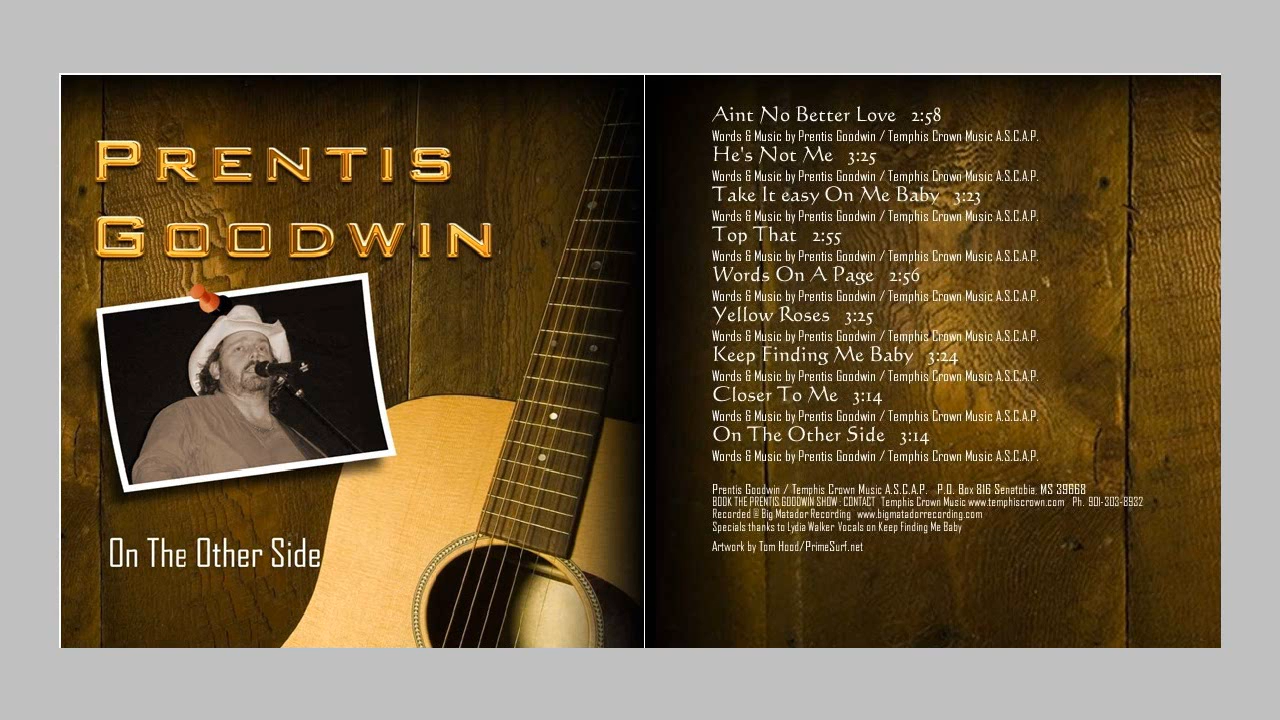 PRENTIS
GOODWIN
On The Other Side
Aint No Better Love 2:58
Words & Music by Prentis Goodwin / Temphis Crown Music A.S.C.A.P.
He's Not Me 3:25
Words & Music by Prentis Goodwin / Temphis Crown Music A.S.C.A.P.
Take It easy On Me Baby 3:23
Words & Music by Prentis Goodwin / Temphis Crown Music A.S.C.A.P.
Top That 2:55
Words & Music by Prentis Goodwin / Temphis Crown Music A.S.C.A.P.
Words On A Page 2:56
Words & Music by Prentis Goodwin / Temphis Crown Music A.S.C.A.P.
Yellow Roses 3:25
Words & Music by Prentis Goodwin / Temphis Crown Music A.S.C.A.P.
Keep Finding Me Baby 3:24
Words & Music by Prentis Goodwin / Temphis Crown Music A.S.C.A.P.
Closer To Me 3:14
Words & Music by Prentis Goodwin / Temphis Crown Music A.S.C.A.P.
On The Other Side 3:14
Words & Music by Prentis Goodwin / Temphis Crown Music A.S.C.A.P.
Prentis Goodwin / Temphis Crown Music A.S.C.A.P. P.O. Box 816 Senatobia, MS 39668
BOOK THE PRENTIS GOODWIN SHOW : CONTACT Temphis Crown Music www.temphiscrown.com Ph. 901-303-8932
Recorded @ Big Matador Recording www.bigmatadorrecording.com
Specials thanks to Lydia Walker Vocals on Keep Finding Me Baby
Artwork by Tom Hood/PrimeSurf.net